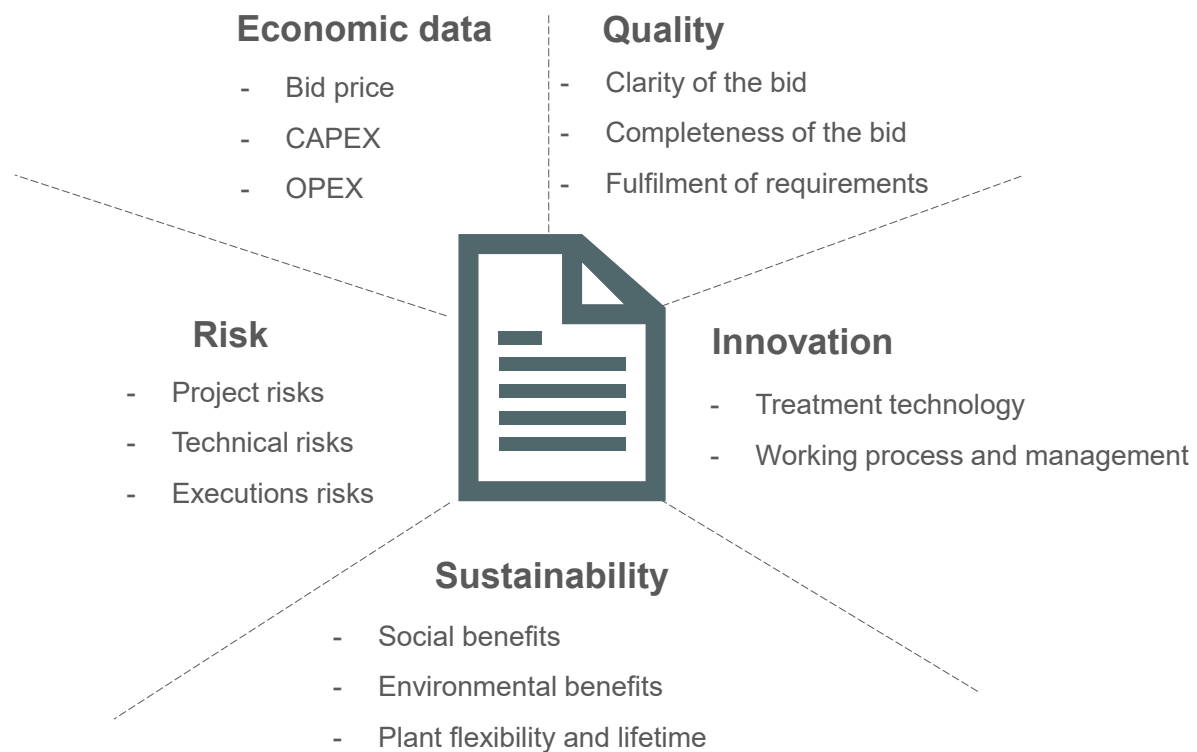 Economic data
- Bid price
- CAPEX
- OPEX
Quality
- Clarity of the bid
- Completeness of the bid
- Fulfilment of requirements
Risk
- Project risks
- Technical risks
- Executions risks
Innovation
- Treatment technology
- Working process and management
Sustainability
- Social benefits
- Environmental benefits
- Plant flexibility and lifetime